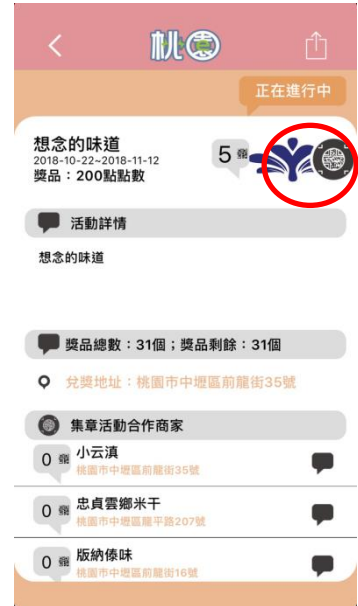 桃園
正在進行中
想念的味道
2018-10-22~2018-11-12
獎品：200點點數
5
活動詳情
想念的味道
獎品總數：31個；獎品剩餘：31個
兌獎地址：桃園市中壢區前龍街35號
集章活動合作商家
0
小云滇
桃園市中壢區前龍街35號
0
忠貞雲鄉米干
桃園市中壢區龍平路207號
0
版納傣味
桃園市中壢區前龍街16號